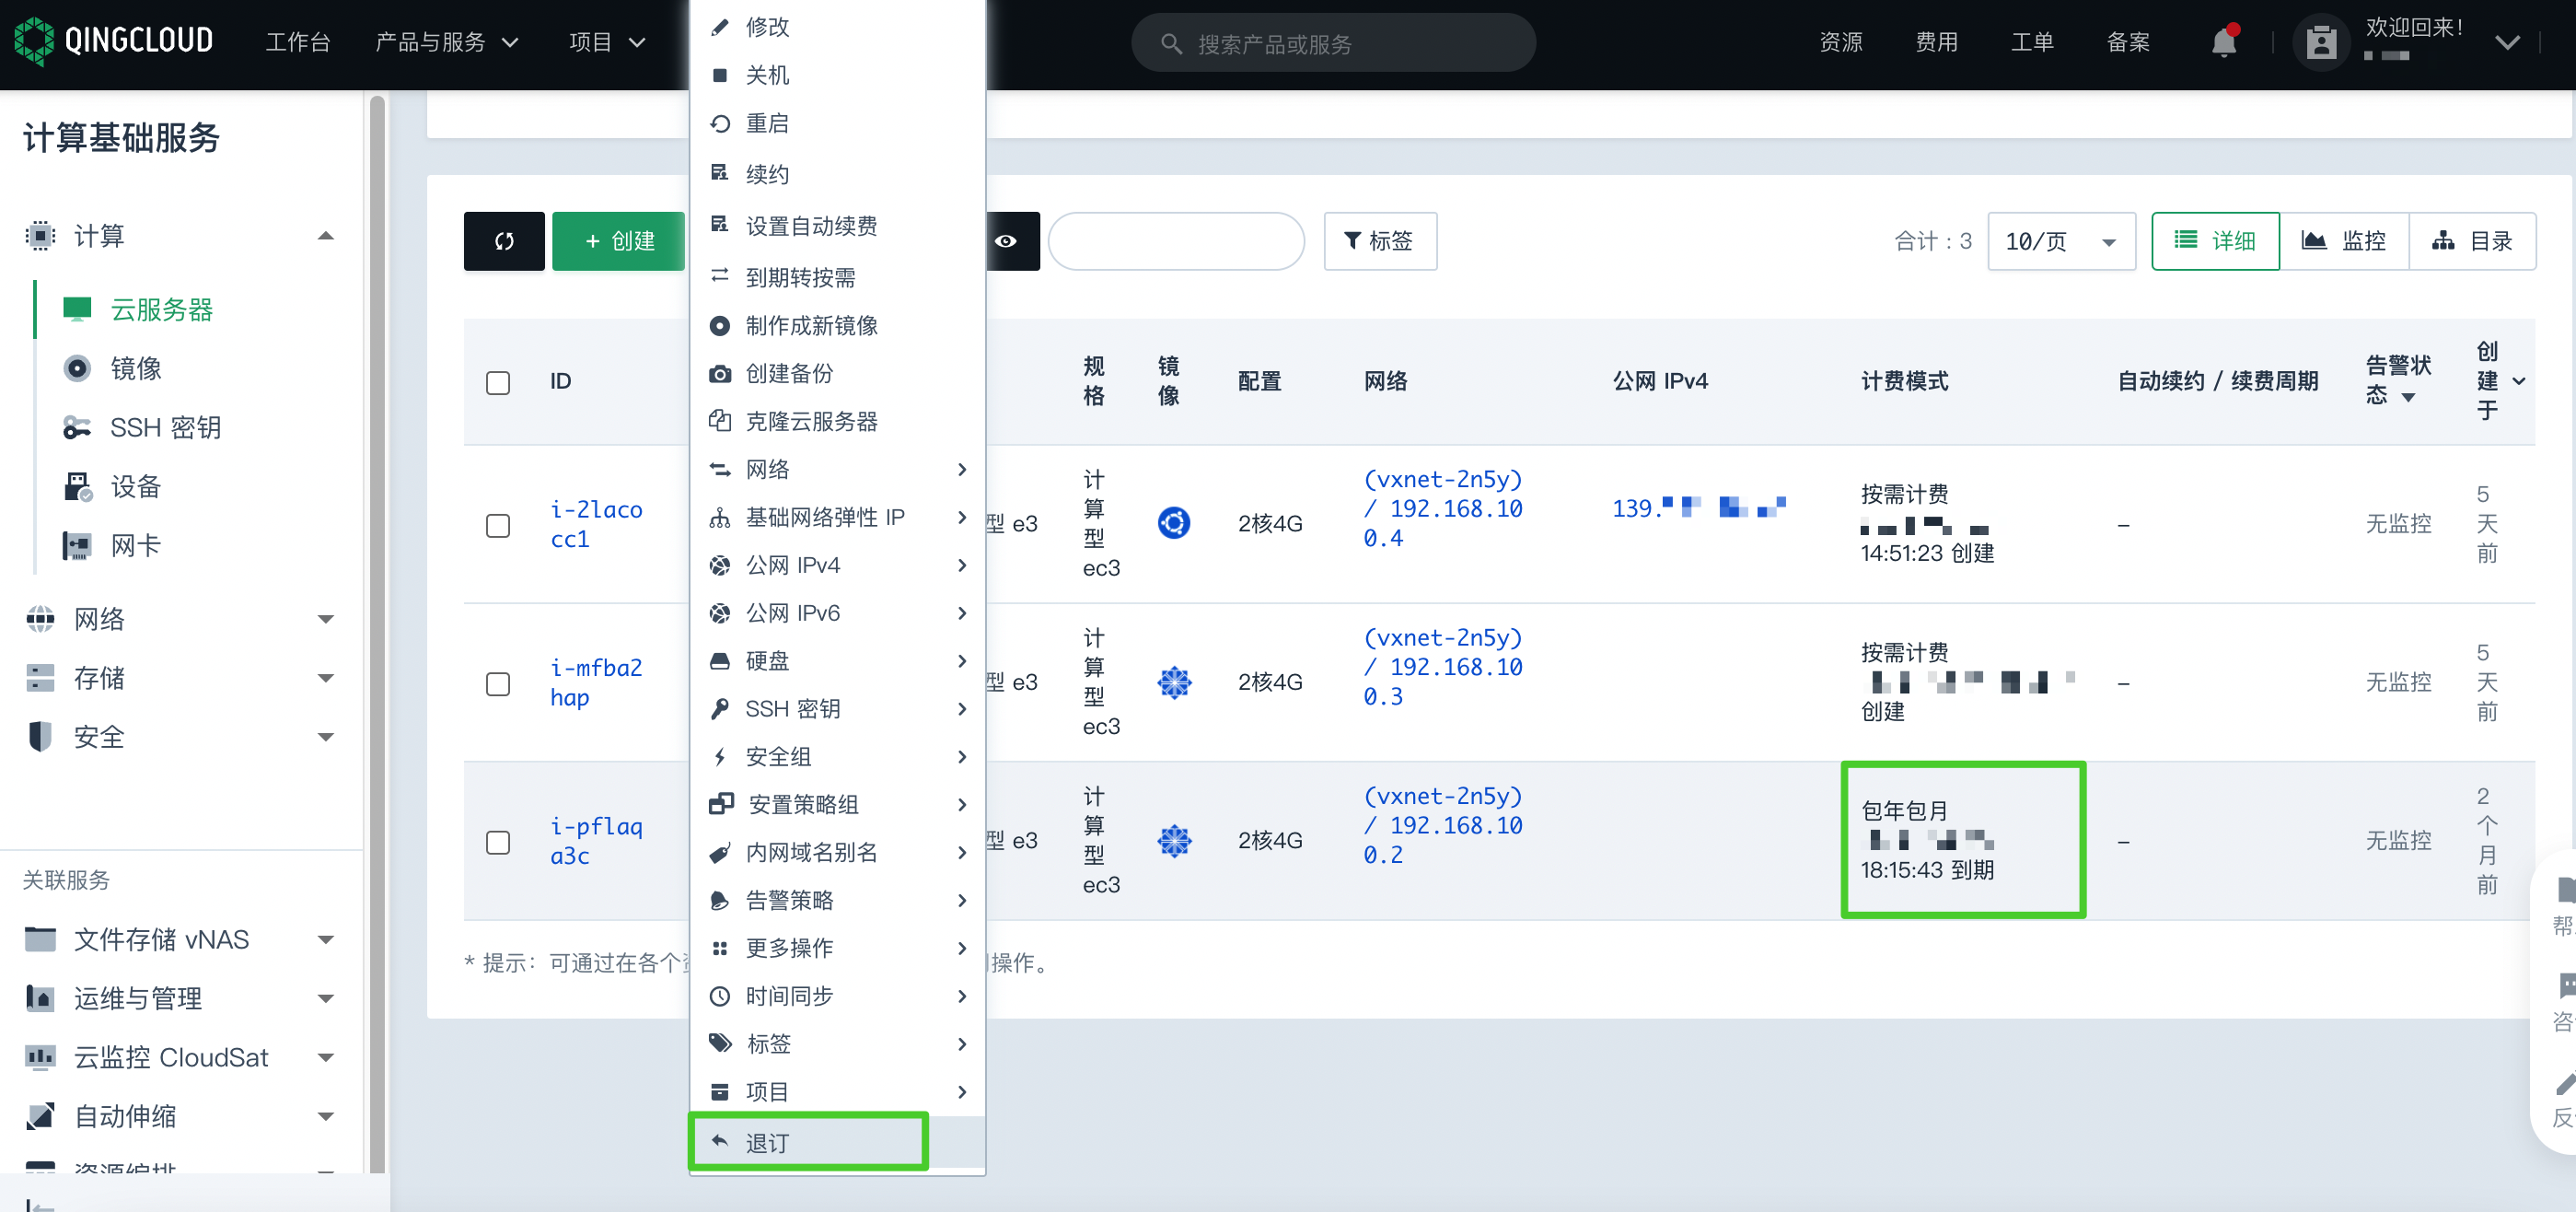 QINGCLOUD
工作台
产品与服务
项目
搜索产品或服务
资源
费用
工单
备案
欢迎回来!
计算基础服务
计算
云服务器
镜像
SSH 密钥
设备
网卡
网络
存储
安全
关联服务
文件存储 vNAS
运维与管理
云监控 CloudSat
自动伸缩
资源编排
修改
关机
重启
续约
设置自动续费
到期转按需
制作成新镜像
创建备份
克隆云服务器
网络
基础网络弹性 IP
公网 IPv4
公网 IPv6
硬盘
SSH 密钥
安全组
安置策略组
内网域名别名
告警策略
更多操作
时间同步
标签
项目
退订
+ 创建
标签
合计 : 3
10/页
详细
监控
目录
ID
规格
镜像
配置
网络
公网 IPv4
计费模式
自动续约 / 续费周期
告警状态
创建于
i-2laco
cc1
型 e3
计算型
ec3
2核4G
(vxnet-2n5y)
/ 192.168.10
0.4
139.
按需计费
14:51:23 创建
–
无监控
5天前
i-mfba2
hap
型 e3
计算型
ec3
2核4G
(vxnet-2n5y)
/ 192.168.10
0.3
按需计费
创建
–
无监控
5天前
i-pflaq
a3c
型 e3
计算型
ec3
2核4G
(vxnet-2n5y)
/ 192.168.10
0.2
包年包月
18:15:43 到期
–
无监控
2个月前
* 提示：可通过在各个
操作。
帮
咨
反